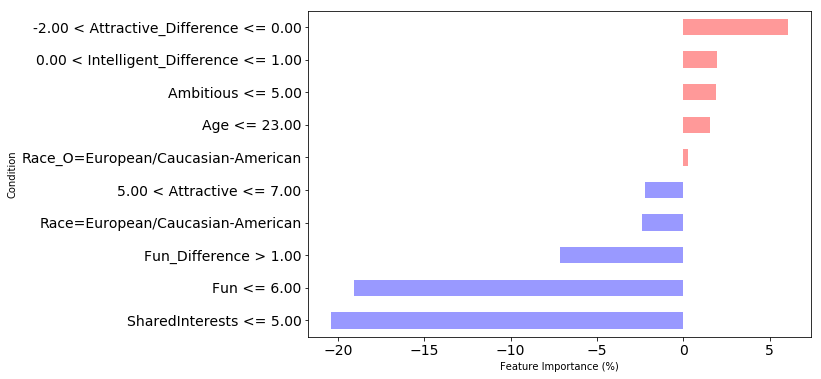 -2.00 < Attractive_Difference <= 0.00
0.00 < Intelligent_Difference <= 1.00
Ambitious <= 5.00
Age <= 23.00
Race_O=European/Caucasian-American
5.00 < Attractive <= 7.00
Race=European/Caucasian-American
Fun_Difference > 1.00
Fun <= 6.00
SharedInterests <= 5.00
Condition
−20 −15 −10 −5 0 5
Feature Importance (%)